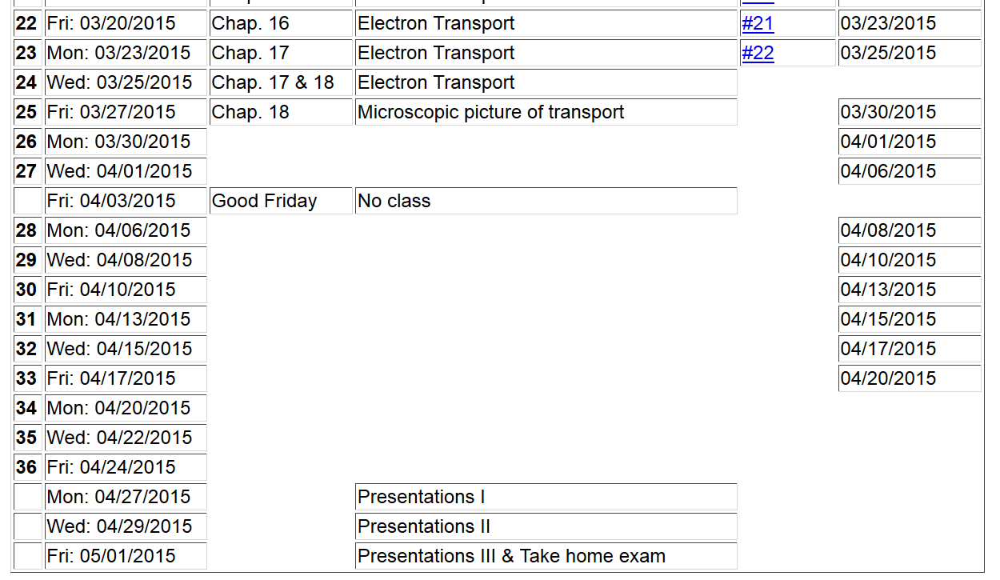 22 Fri: 03/20/2015 Chap. 16 Electron Transport #21 03/23/2015
23 Mon: 03/23/2015 Chap. 17 Electron Transport #22 03/25/2015
24 Wed: 03/25/2015 Chap. 17 & 18 Electron Transport
25 Fri: 03/27/2015 Chap. 18 Microscopic picture of transport 03/30/2015
26 Mon: 03/30/2015 04/01/2015
27 Wed: 04/01/2015 04/06/2015
Fri: 04/03/2015 Good Friday No class
28 Mon: 04/06/2015 04/08/2015
29 Wed: 04/08/2015 04/10/2015
30 Fri: 04/10/2015 04/13/2015
31 Mon: 04/13/2015 04/15/2015
32 Wed: 04/15/2015 04/17/2015
33 Fri: 04/17/2015 04/20/2015
34 Mon: 04/20/2015
35 Wed: 04/22/2015
36 Fri: 04/24/2015
Mon: 04/27/2015 Presentations I
Wed: 04/29/2015 Presentations II
Fri: 05/01/2015 Presentations III & Take home exam